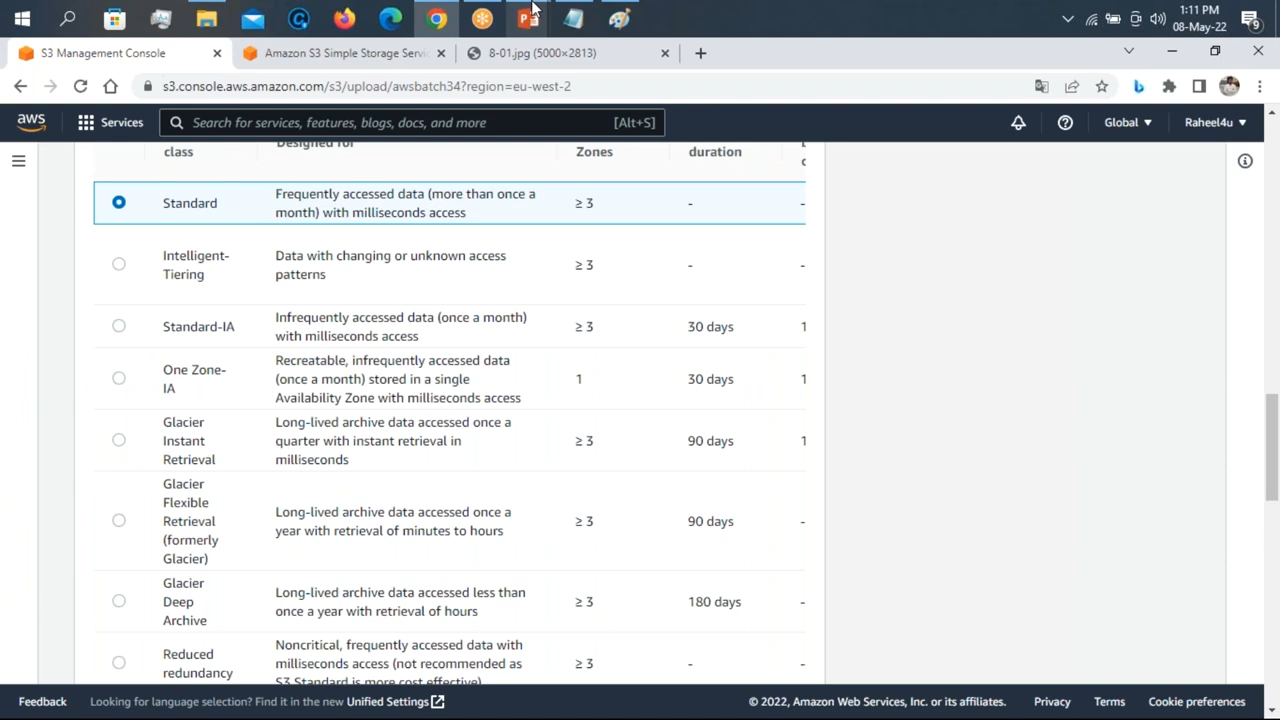 1:11 PM
08-May-22
9
S3 Management Console
Amazon S3 Simple Storage Servic
8-01.jpg (5000×2813)
s3.console.aws.amazon.com/s3/upload/awsbatch34?region=eu-west-2
aws
Services
Search for services, features, blogs, docs, and more
[Alt+S]
Global
Raheel4u
class
Designed for
Zones
duration
Standard
Frequently accessed data (more than once a
month) with milliseconds access
≥ 3
-
-
Intelligent-
Tiering
Data with changing or unknown access
patterns
≥ 3
-
-
Standard-IA
Infrequently accessed data (once a month)
with milliseconds access
≥ 3
30 days
1
One Zone-
IA
Recreatable, infrequently accessed data
(once a month) stored in a single
Availability Zone with milliseconds access
1
30 days
1
Glacier
Instant
Retrieval
Long-lived archive data accessed once a
quarter with instant retrieval in
milliseconds
≥ 3
90 days
1
Glacier
Flexible
Retrieval
(formerly
Glacier)
Long-lived archive data accessed once a
year with retrieval of minutes to hours
≥ 3
90 days
-
Glacier
Deep
Archive
Long-lived archive data accessed less than
once a year with retrieval of hours
≥ 3
180 days
-
Reduced
redundancy
Noncritical, frequently accessed data with
milliseconds access (not recommended as
S3 Standard is more cost effective)
≥ 3
-
-
Feedback
Looking for language selection? Find it in the new Unified Settings
© 2022, Amazon Web Services, Inc. or its affiliates.
Privacy
Terms
Cookie preferences